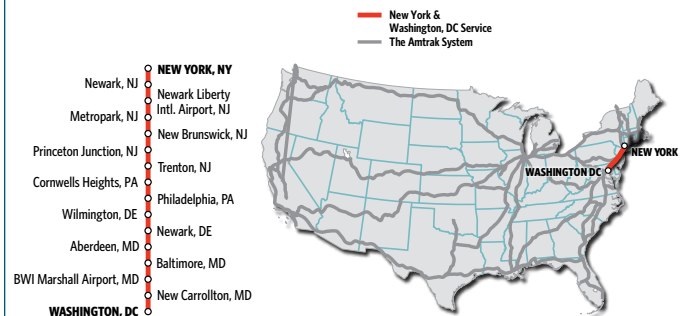 New York &
Washington, DC Service
The Amtrak System
NEW YORK, NY
Newark, NJ
Newark Liberty
Intl. Airport, NJ
Metropark, NJ
New Brunswick, NJ
Princeton Junction, NJ
Trenton, NJ
Cornwells Heights, PA
Philadelphia, PA
Wilmington, DE
Newark, DE
Aberdeen, MD
Baltimore, MD
BWI Marshall Airport, MD
New Carrollton, MD
WASHINGTON, DC
NEW YORK
WASHINGTON DC